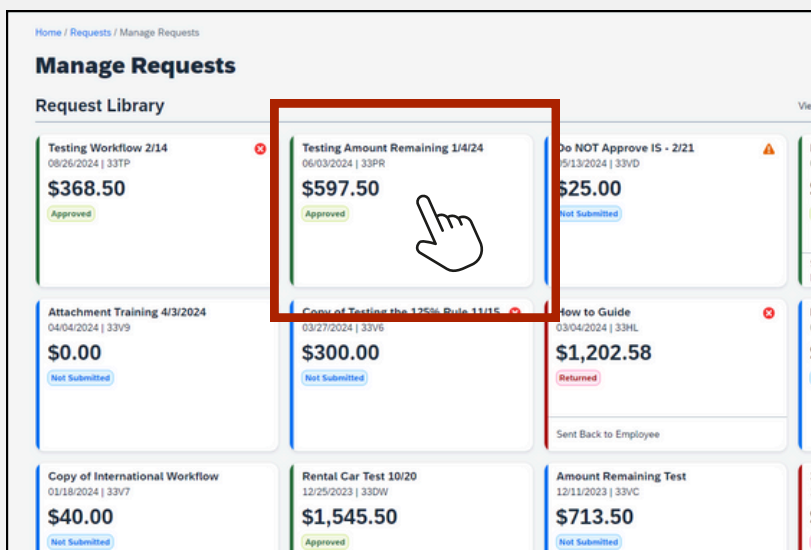 Home / Requests / Manage Requests
Manage Requests
Request Library
Testing Workflow 2/14
08/26/2024 | 33TP
$368.50
Approved
Testing Amount Remaining 1/4/24
06/03/2024 | 33PR
$597.50
Approved
Do NOT Approve IS - 2/21
05/13/2024 | 33VD
$25.00
Not Submitted
Attachment Training 4/3/2024
04/04/2024 | 33V9
$0.00
Not Submitted
Copy of Testing the 125% Rule 11/15
03/27/2024 | 33V6
$300.00
Not Submitted
How to Guide
03/04/2024 | 33HL
$1,202.58
Returned
Sent Back to Employee
Copy of International Workflow
01/18/2024 | 33V7
$40.00
Not Submitted
Rental Car Test 10/20
12/25/2023 | 33DW
$1,545.50
Approved
Amount Remaining Test
12/11/2023 | 33VC
$713.50
Not Submitted